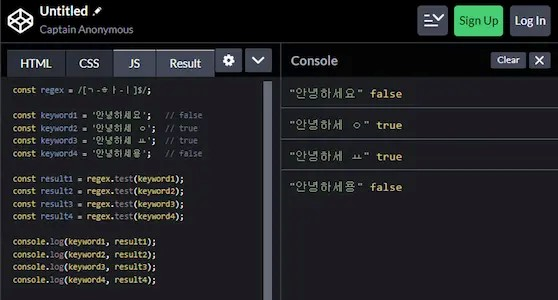 Untitled
Captain Anonymous
Sign Up
Log In
HTML CSS JS Result
const regex = /[ㄱ-ㅎㅏ-ㅣ]$/;
const keyword1 = '안녕하세요'; // false
const keyword2 = '안녕하세 ㅇ'; // true
const keyword3 = '안녕하세 ㅛ'; // true
const keyword4 = '안녕하세용'; // false
const result1 = regex.test(keyword1);
const result2 = regex.test(keyword2);
const result3 = regex.test(keyword3);
const result4 = regex.test(keyword4);
console.log(keyword1, result1);
console.log(keyword2, result2);
console.log(keyword3, result3);
console.log(keyword4, result4);
Console
Clear
"안녕하세요" false
"안녕하세 ㅇ" true
"안녕하세 ㅛ" true
"안녕하세용" false